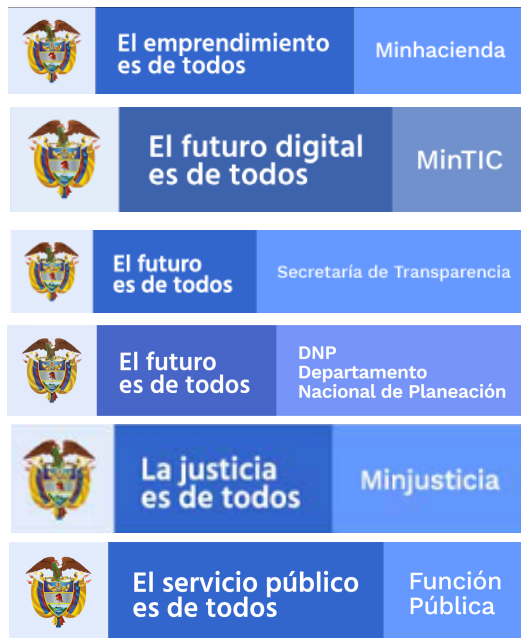 El emprendimiento
es de todos
Minhacienda
El futuro digital
es de todos
MinTIC
El futuro
es de todos
Secretaría de Transparencia
El futuro
es de todos
DNP
Departamento
Nacional de Planeación
La justicia
es de todos
Minjusticia
El servicio público
es de todos
Función
Pública